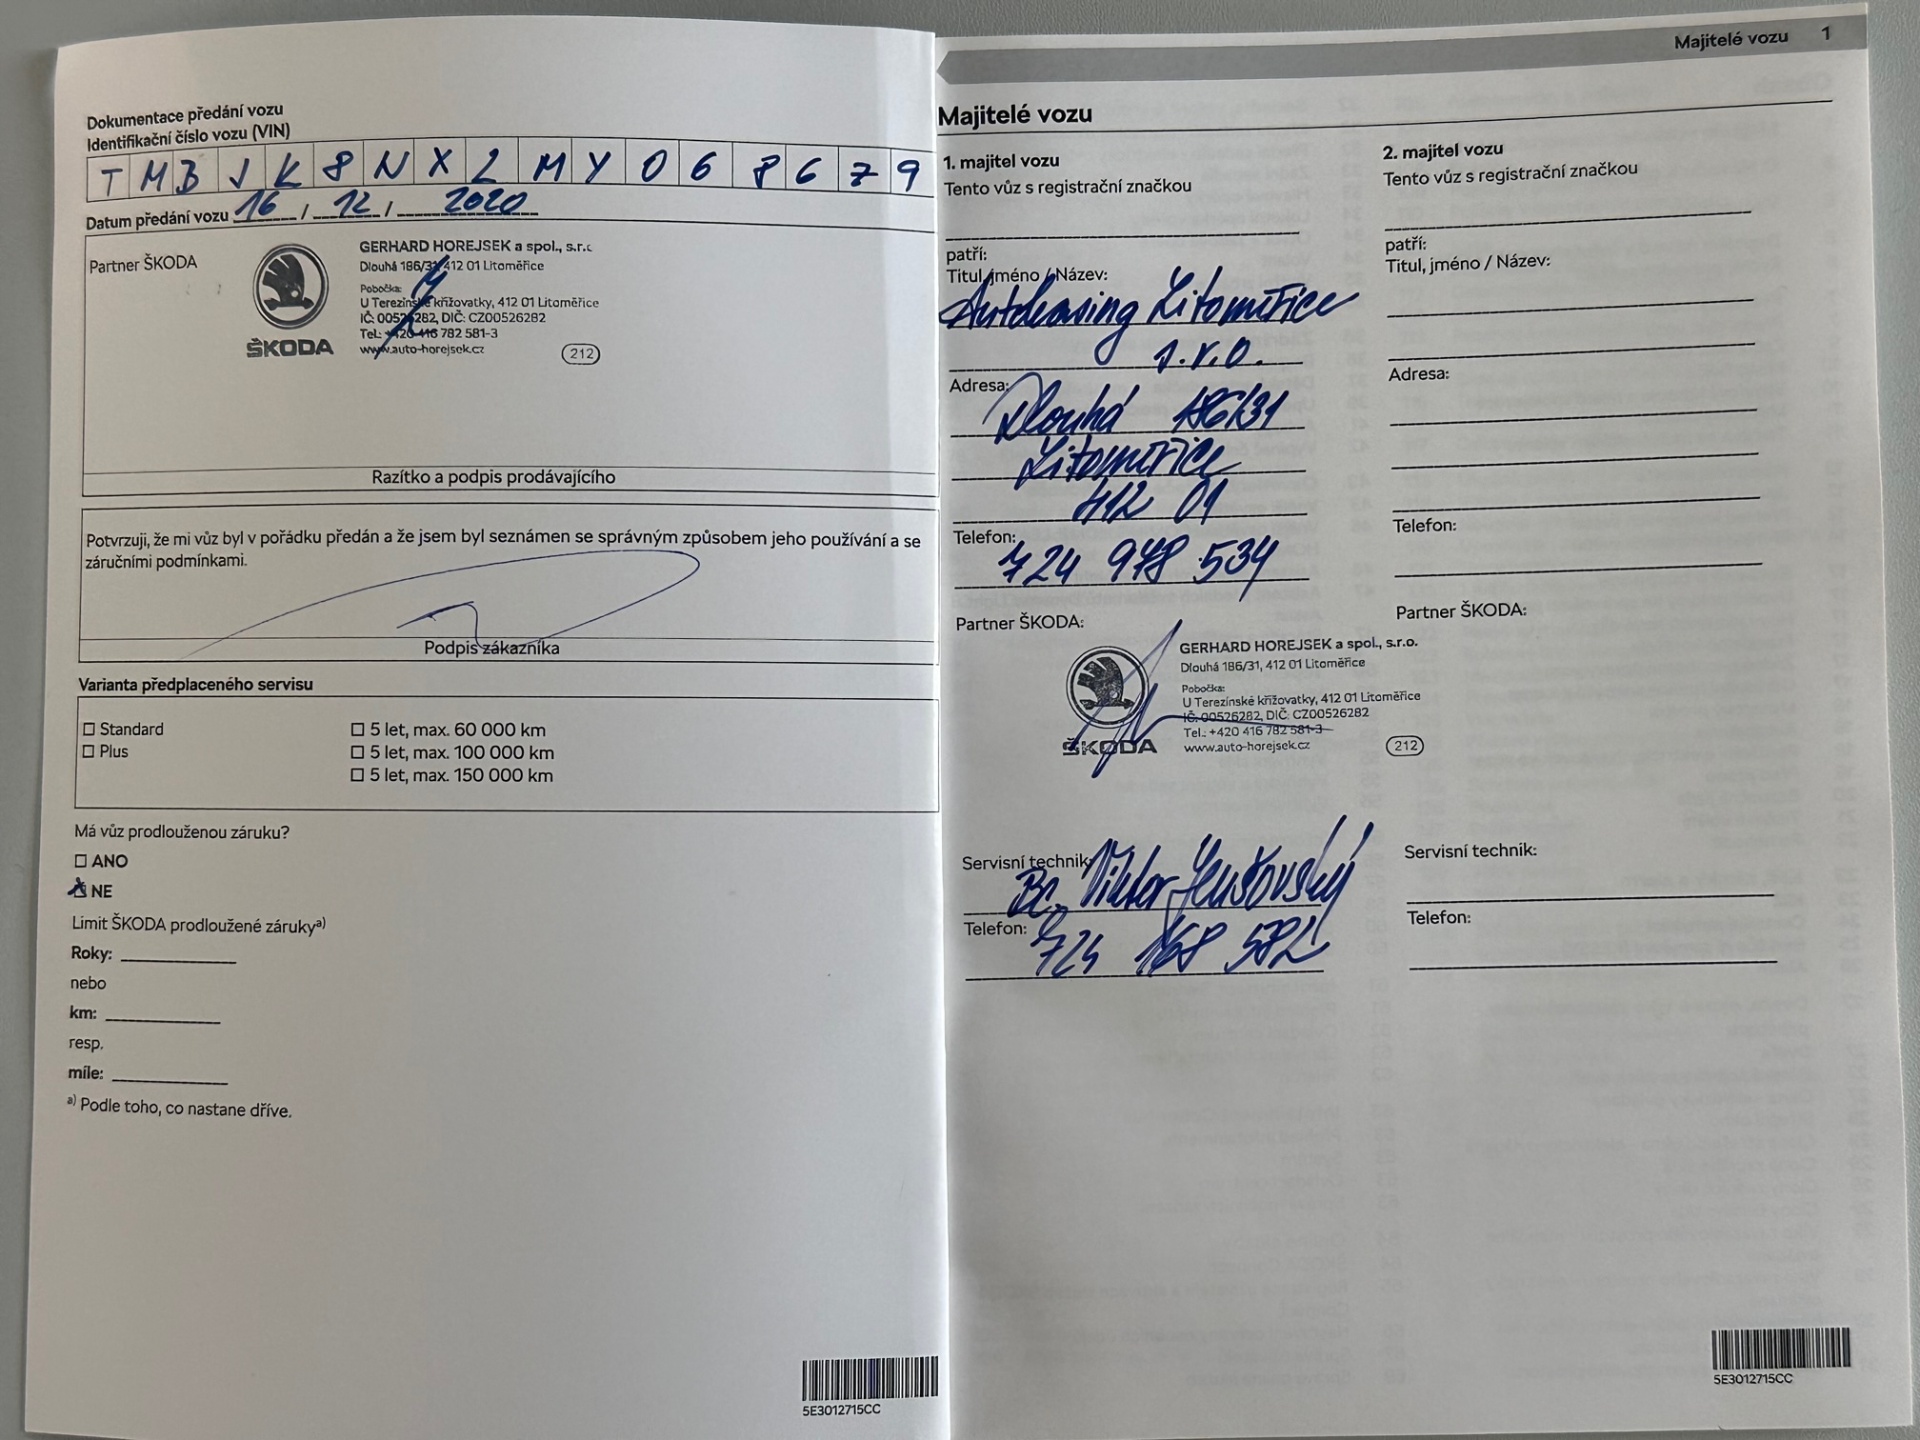 Dokumentace předání vozu
Identifikační číslo vozu (VIN)
T M B J K 8 N X 2 M Y 0 6 8 6 7 9
Datum předání vozu 16 / 12 / 2020
Partner ŠKODA
ŠKODA
GERHARD HOREJSEK a spol., s.r.o.
Dlouhá 186/31, 412 01 Litoměřice
Pobočka:
U Terezínské křižovatky, 412 01 Litoměřice
IČ: 00526282, DIČ: CZ00526282
Tel.: +420 416 782 581-3
www.auto-horejsek.cz
212
Razítko a podpis prodávajícího
Potvrzuji, že mi vůz byl v pořádku předán a že jsem byl seznámen se správným způsobem jeho používání a se
záručními podmínkami.
Podpis zákazníka
Varianta předplaceného servisu
☐ Standard
☐ Plus
☐ 5 let, max. 60 000 km
☐ 5 let, max. 100 000 km
☐ 5 let, max. 150 000 km
Má vůz prodlouženou záruku?
☐ ANO
☒ NE
Limit ŠKODA prodloužené záruky a)
Roky:
nebo
km:
resp.
míle:
a) Podle toho, co nastane dříve.
5E3012715CC
Majitelé vozu 1
Majitelé vozu
1. majitel vozu
Tento vůz s registrační značkou
patří:
Titul, jméno / Název:
Autoleasing Litoměřice
s.r.o.
Adresa:
Dlouhá 186/31
Litoměřice
412 01
Telefon:
724 978 534
Partner ŠKODA:
ŠKODA
GERHARD HOREJSEK a spol., s.r.o.
Dlouhá 186/31, 412 01 Litoměřice
Pobočka:
U Terezínské křižovatky, 412 01 Litoměřice
IČ: 00526282, DIČ: CZ00526282
Tel.: +420 416 782 581-3
www.auto-horejsek.cz
212
Servisní technik:
Bc. Viktor
Telefon:
724 168 582
2. majitel vozu
Tento vůz s registrační značkou
patří:
Titul, jméno / Název:
Adresa:
Telefon:
Partner ŠKODA:
Servisní technik:
Telefon:
5E3012715CC